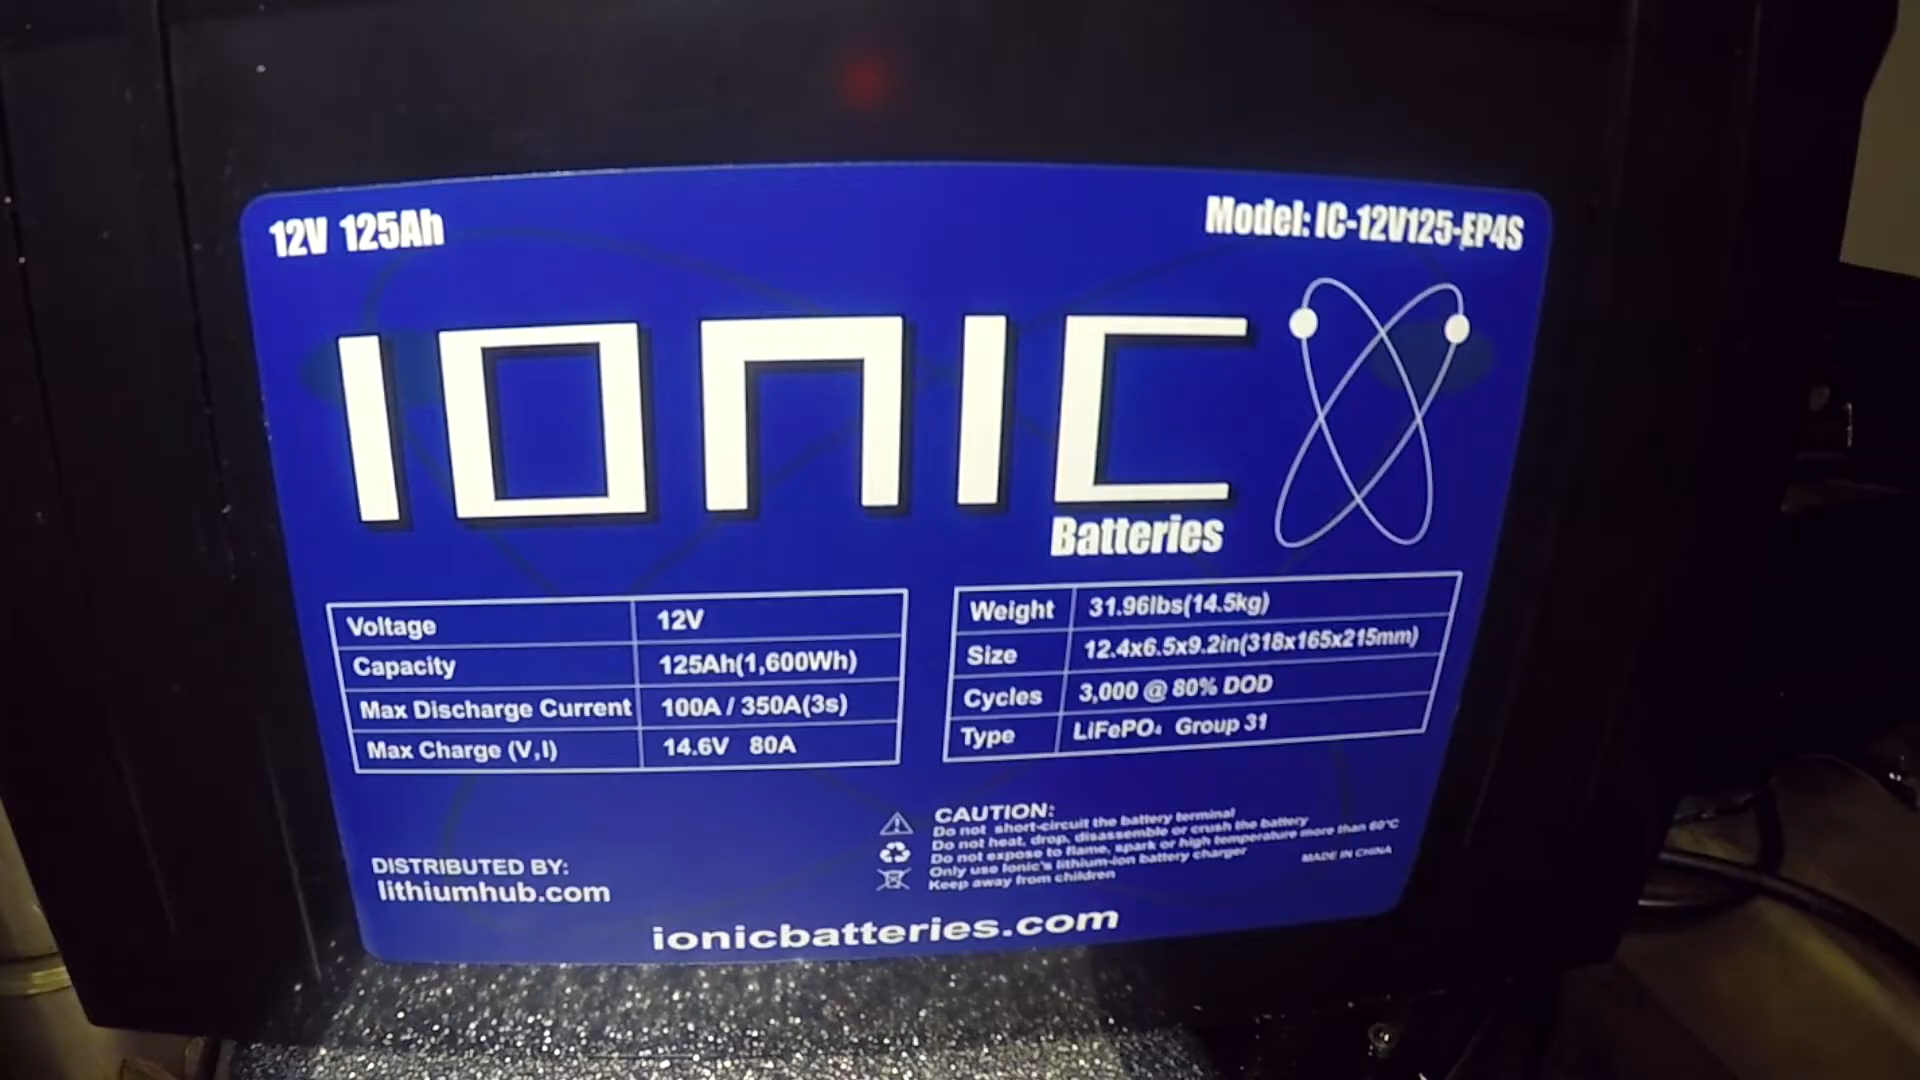 12V 125Ah
Model: IC-12V125-EP4S
IONIC
Batteries
Voltage 12V
Capacity 125Ah(1,600Wh)
Max Discharge Current 100A / 350A(3s)
Max Charge (V,I) 14.6V 80A
Weight 31.96lbs(14.5kg)
Size 12.4x6.5x9.2in(318x165x215mm)
Cycles 3,000 @ 80% DOD
Type LiFePO₄ Group 31
CAUTION:
Do not short-circuit the battery terminal
Do not heat, drop, disassemble or crush the battery
Do not expose to flame, spark or high temperature more than 60°C
Only use Ionic's lithium-ion battery charger
Keep away from children
MADE IN CHINA
DISTRIBUTED BY:
lithiumhub.com
ionicbatteries.com